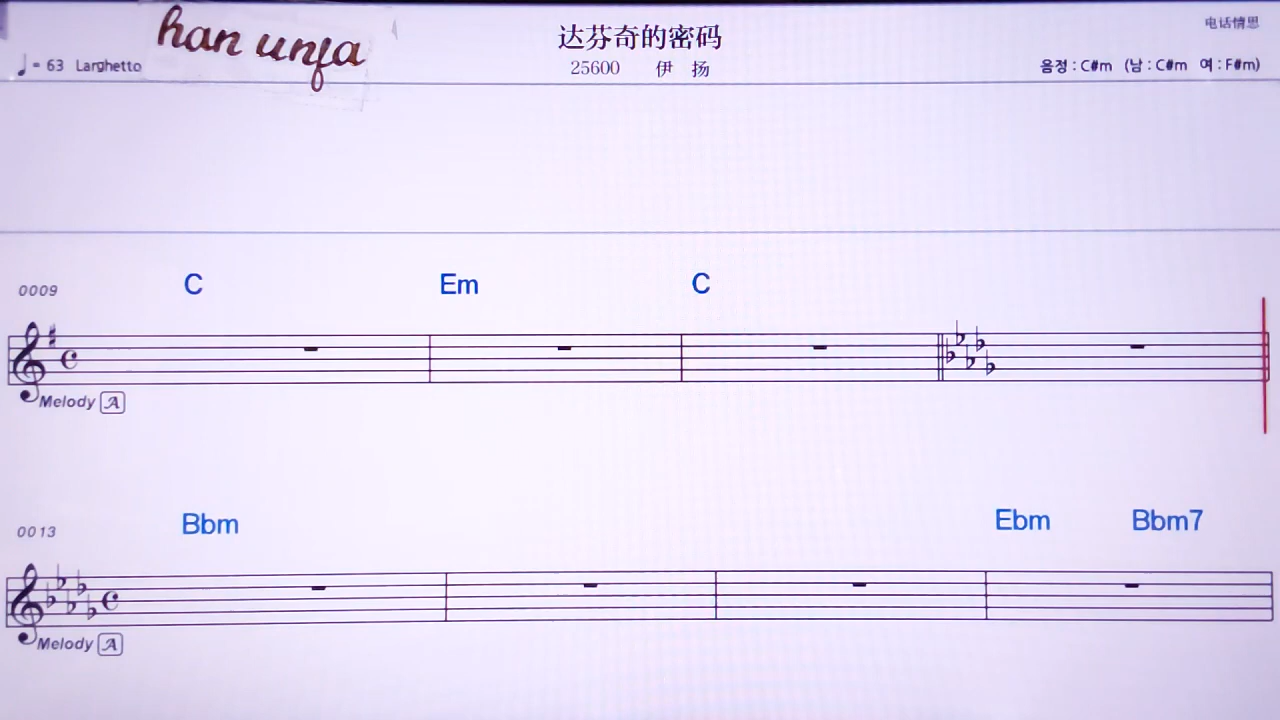 han unfa
达芬奇的密码
电话情思
♩= 63 Larghetto
25600 伊 扬
음정 : C#m (남 : C#m 여 : F#m)
C Em C
0009
Melody A
Bbm Ebm Bbm7
0013
Melody A